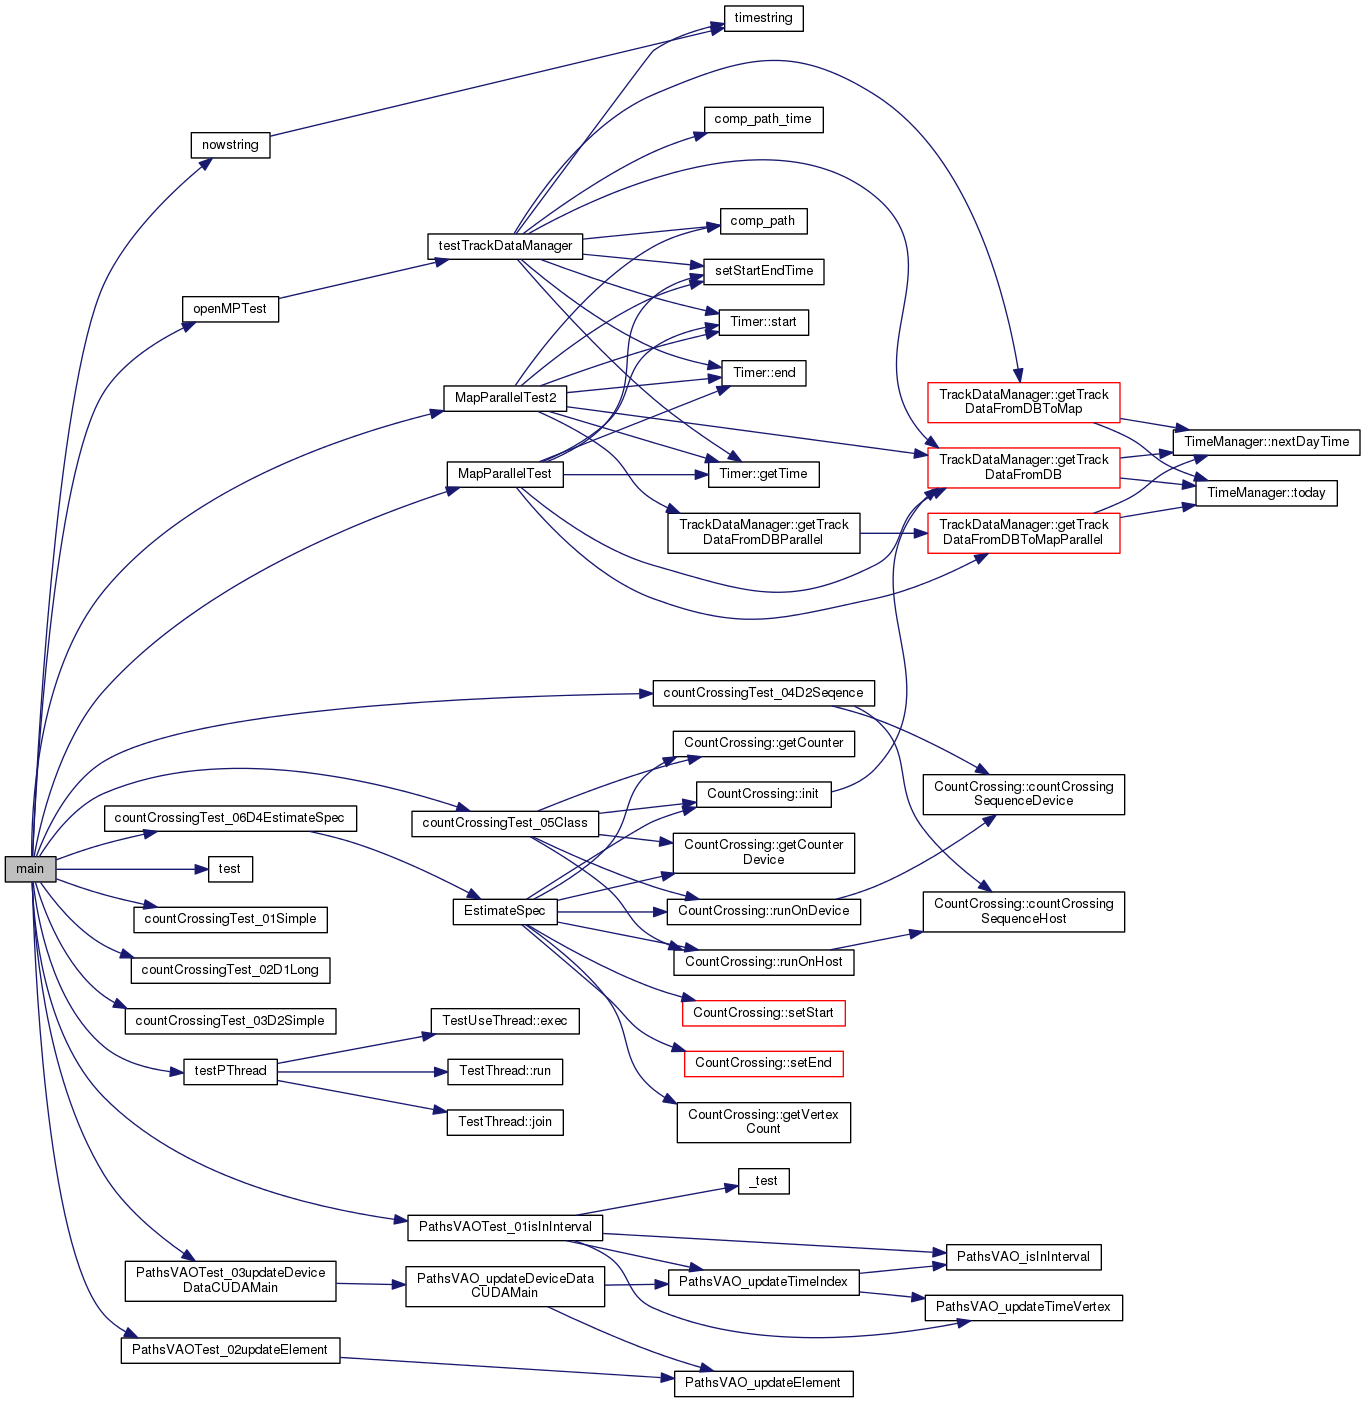 timestring
comp_path_time
nowstring
comp_path
testTrackDataManager
setStartEndTime
openMPTest
Timer::start
Timer::end
MapParallelTest2
TrackDataManager::getTrack
DataFromDBToMap
TimeManager::nextDayTime
MapParallelTest
Timer::getTime
TrackDataManager::getTrack
DataFromDB
TimeManager::today
TrackDataManager::getTrack
DataFromDBParallel
TrackDataManager::getTrack
DataFromDBToMapParallel
countCrossingTest_04D2Seqence
CountCrossing::getCounter
CountCrossing::init
CountCrossing::countCrossing
SequenceDevice
countCrossingTest_06D4EstimateSpec
countCrossingTest_05Class
CountCrossing::getCounter
Device
main
test
countCrossingTest_01Simple
EstimateSpec
CountCrossing::runOnDevice
CountCrossing::countCrossing
SequenceHost
countCrossingTest_02D1Long
CountCrossing::runOnHost
countCrossingTest_03D2Simple
CountCrossing::setStart
TestUseThread::exec
testPThread
TestThread::run
CountCrossing::setEnd
TestThread::join
CountCrossing::getVertex
Count
_test
PathsVAOTest_01isInInterval
PathsVAO_isInInterval
PathsVAOTest_03updateDevice
DataCUDAMain
PathsVAO_updateDeviceData
CUDAMain
PathsVAO_updateTimeIndex
PathsVAO_updateTimeVertex
PathsVAOTest_02updateElement
PathsVAO_updateElement